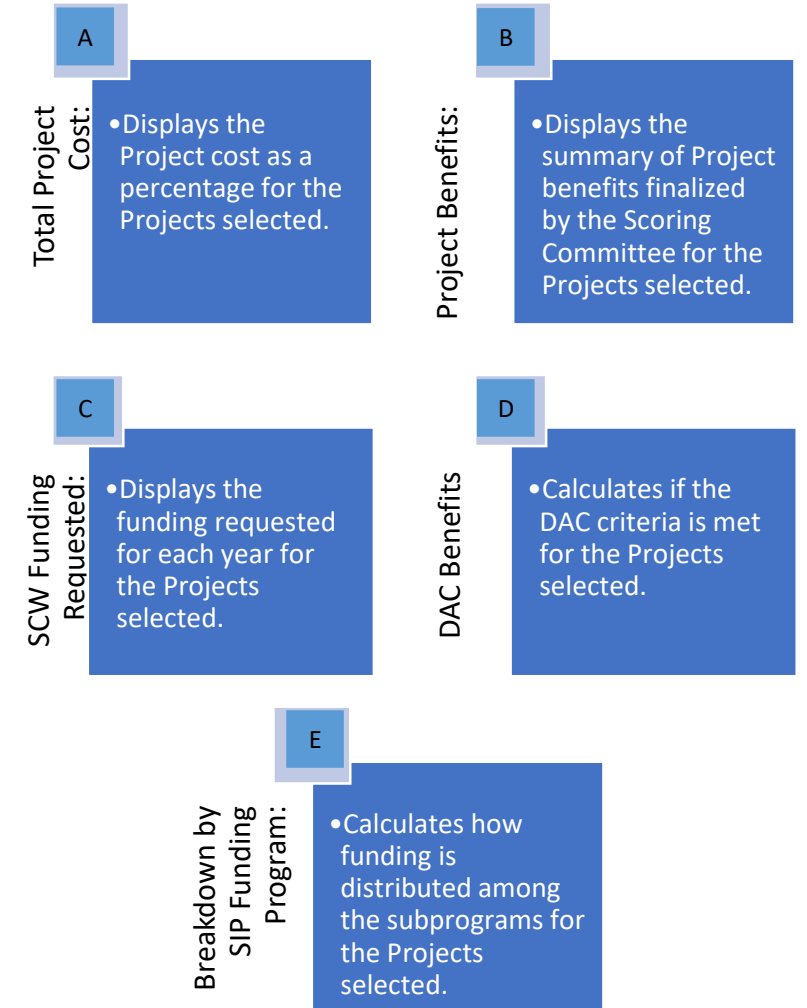 A
Total Project
Cost:
•Displays the
Project cost as a
percentage for the
Projects selected.
B
Project Benefits:
•Displays the
summary of Project
benefits finalized
by the Scoring
Committee for the
Projects selected.
C
SCW Funding
Requested:
•Displays the
funding requested
for each year for
the Projects
selected.
D
DAC Benefits
•Calculates if the
DAC criteria is met
for the Projects
selected.
E
Breakdown by
SIP Funding
Program:
•Calculates how
funding is
distributed among
the subprograms for
the Projects
selected.